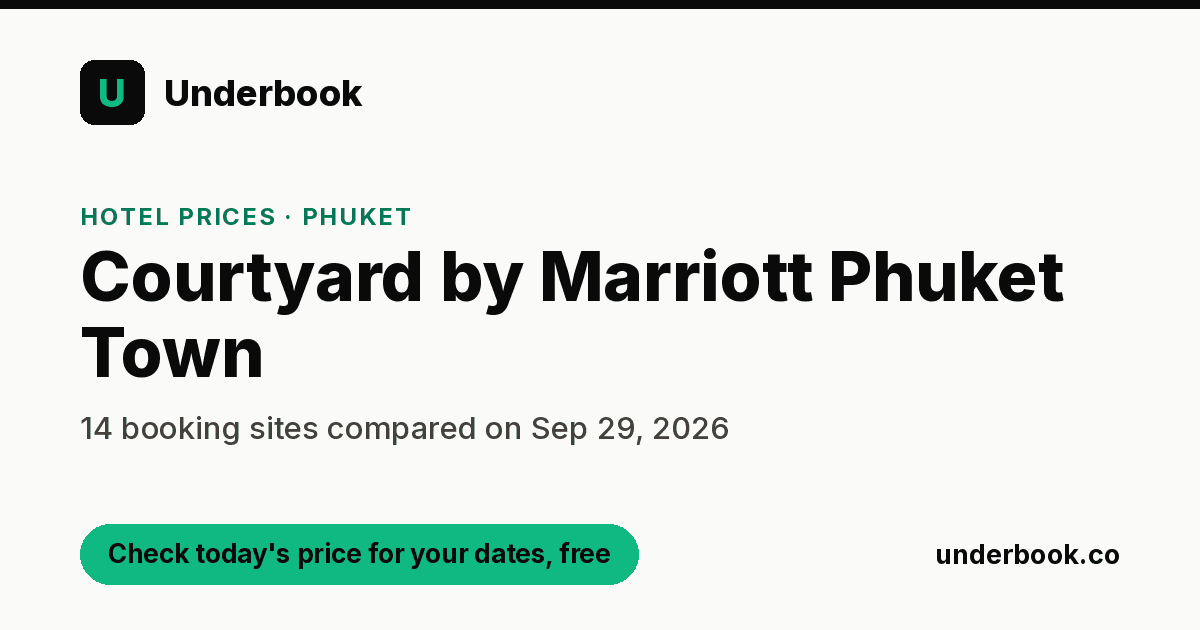 U Underbook
HOTEL PRICES · PHUKET
Courtyard by Marriott Phuket
Town
14 booking sites compared on Sep 29, 2026
Check today's price for your dates, free
underbook.co